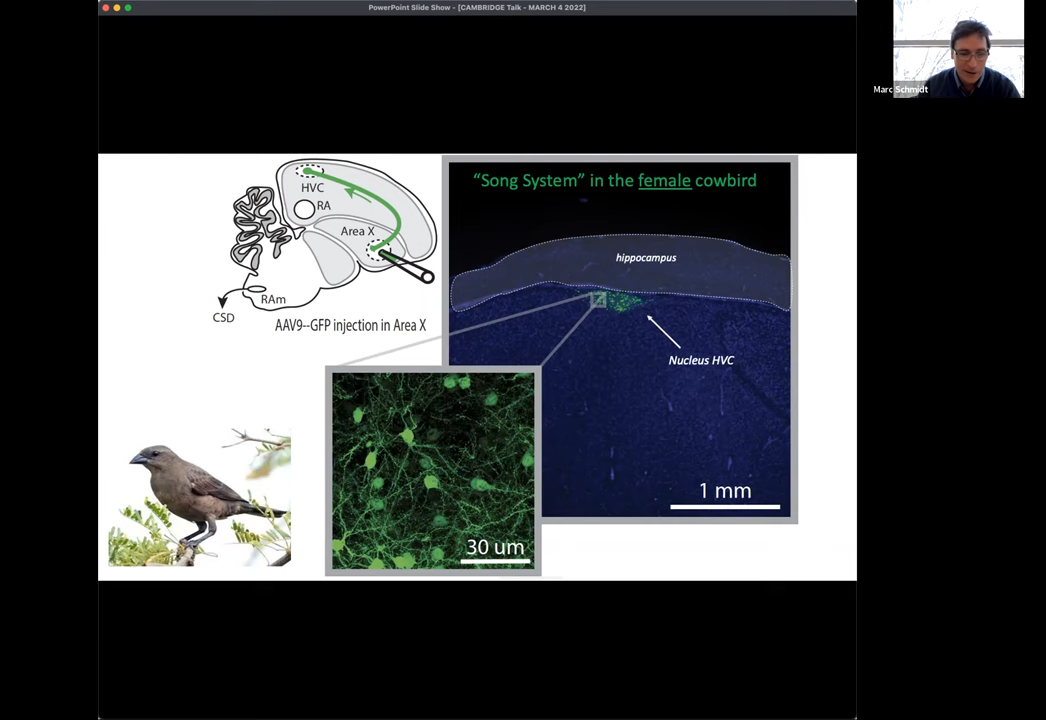 PowerPoint Slide Show - [CAMBRIDGE Talk - MARCH 4 2022]
Marc Schmidt
"Song System" in the female cowbird
HVC
RA
Area X
RAm
CSD
AAV9--GFP injection in Area X
hippocampus
Nucleus HVC
1 mm
30 um